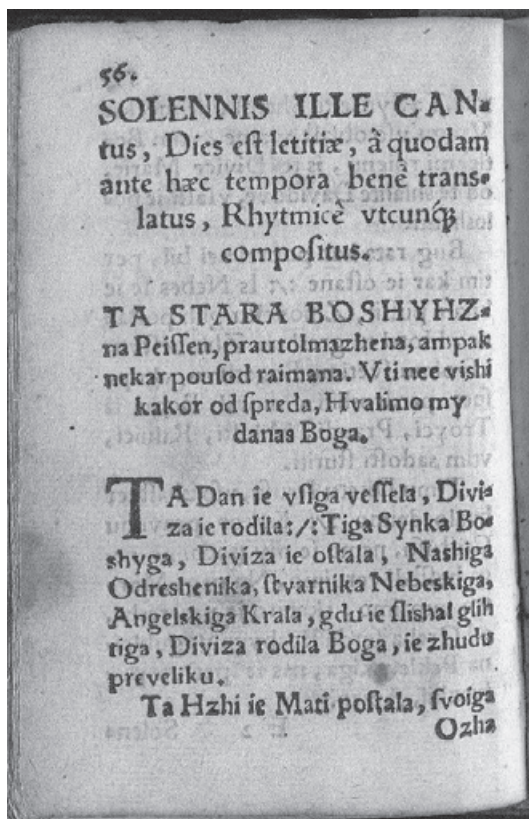 56.
SOLENNIS ILLE CAN-
tus, Dies eſt letitiæ, â quodam
ante hæc tempora benè trans-
latus, Rhytmicè vtcunq́;
compoſitus.
TA STARA BOSHYHZ-
na Peiſſen, prautolmazhena, ampak
nekar pouſod raimana. V ti nee vishi
kakòr od ſpreda, Hvalimo my
danas Boga.
TA Dan ie vſiga veſſela, Divi-
za ie rodila:/: Tiga Synka Bo-
shyga, Diviza ie oſtala, Nashiga
Odreshenika, ſtvarnika Nebeskiga,
Angelskiga Krala, gdu ie ſlishal glih
tiga, Diviza rodila Boga, ie zhudu
preveliku.
Ta Hzhi ie Mati poſtala, ſvoiga
Ozha